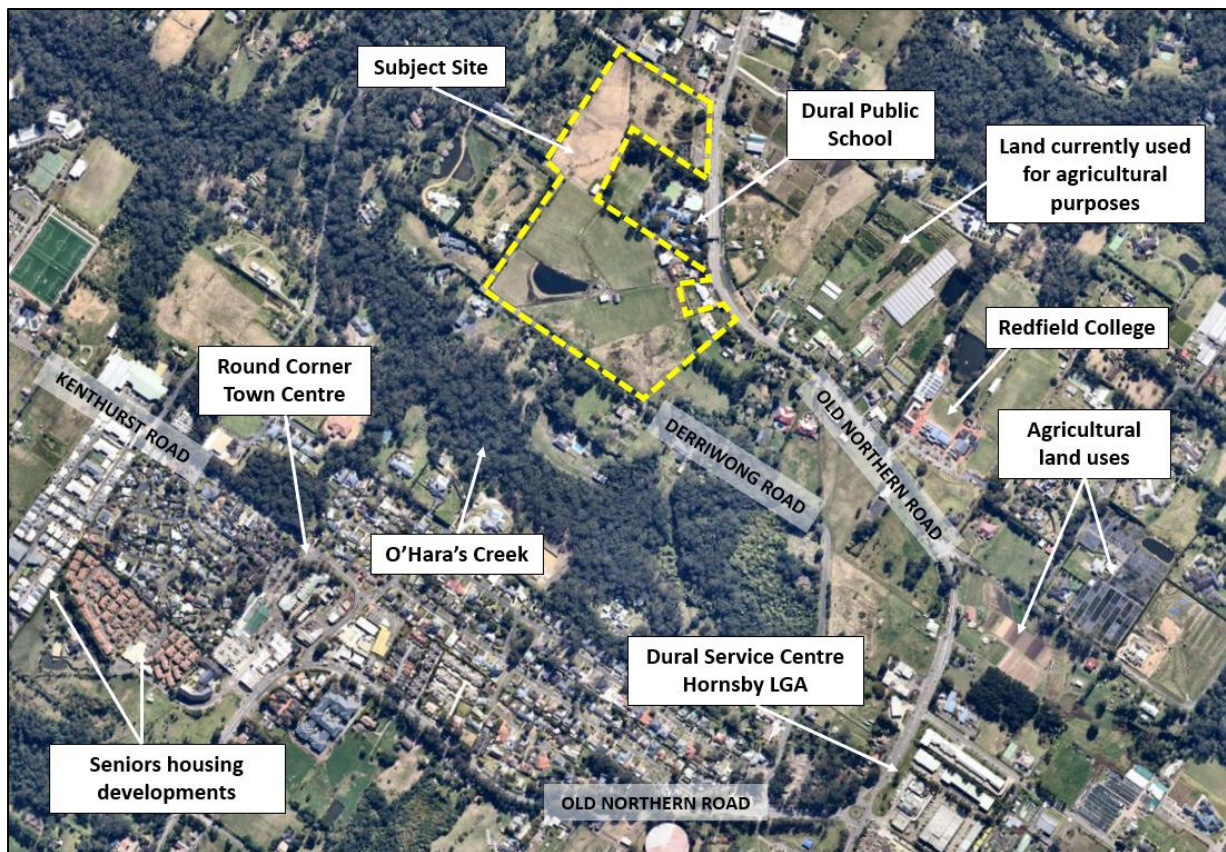 Subject Site
Dural Public
School
Land currently used
for agricultural
purposes
Redfield College
Round Corner
Town Centre
KENTHURST ROAD
OLD NORTHERN ROAD
Agricultural
land uses
DERRIWONG ROAD
O'Hara's Creek
Dural Service Centre
Hornsby LGA
Seniors housing
developments
OLD NORTHERN ROAD